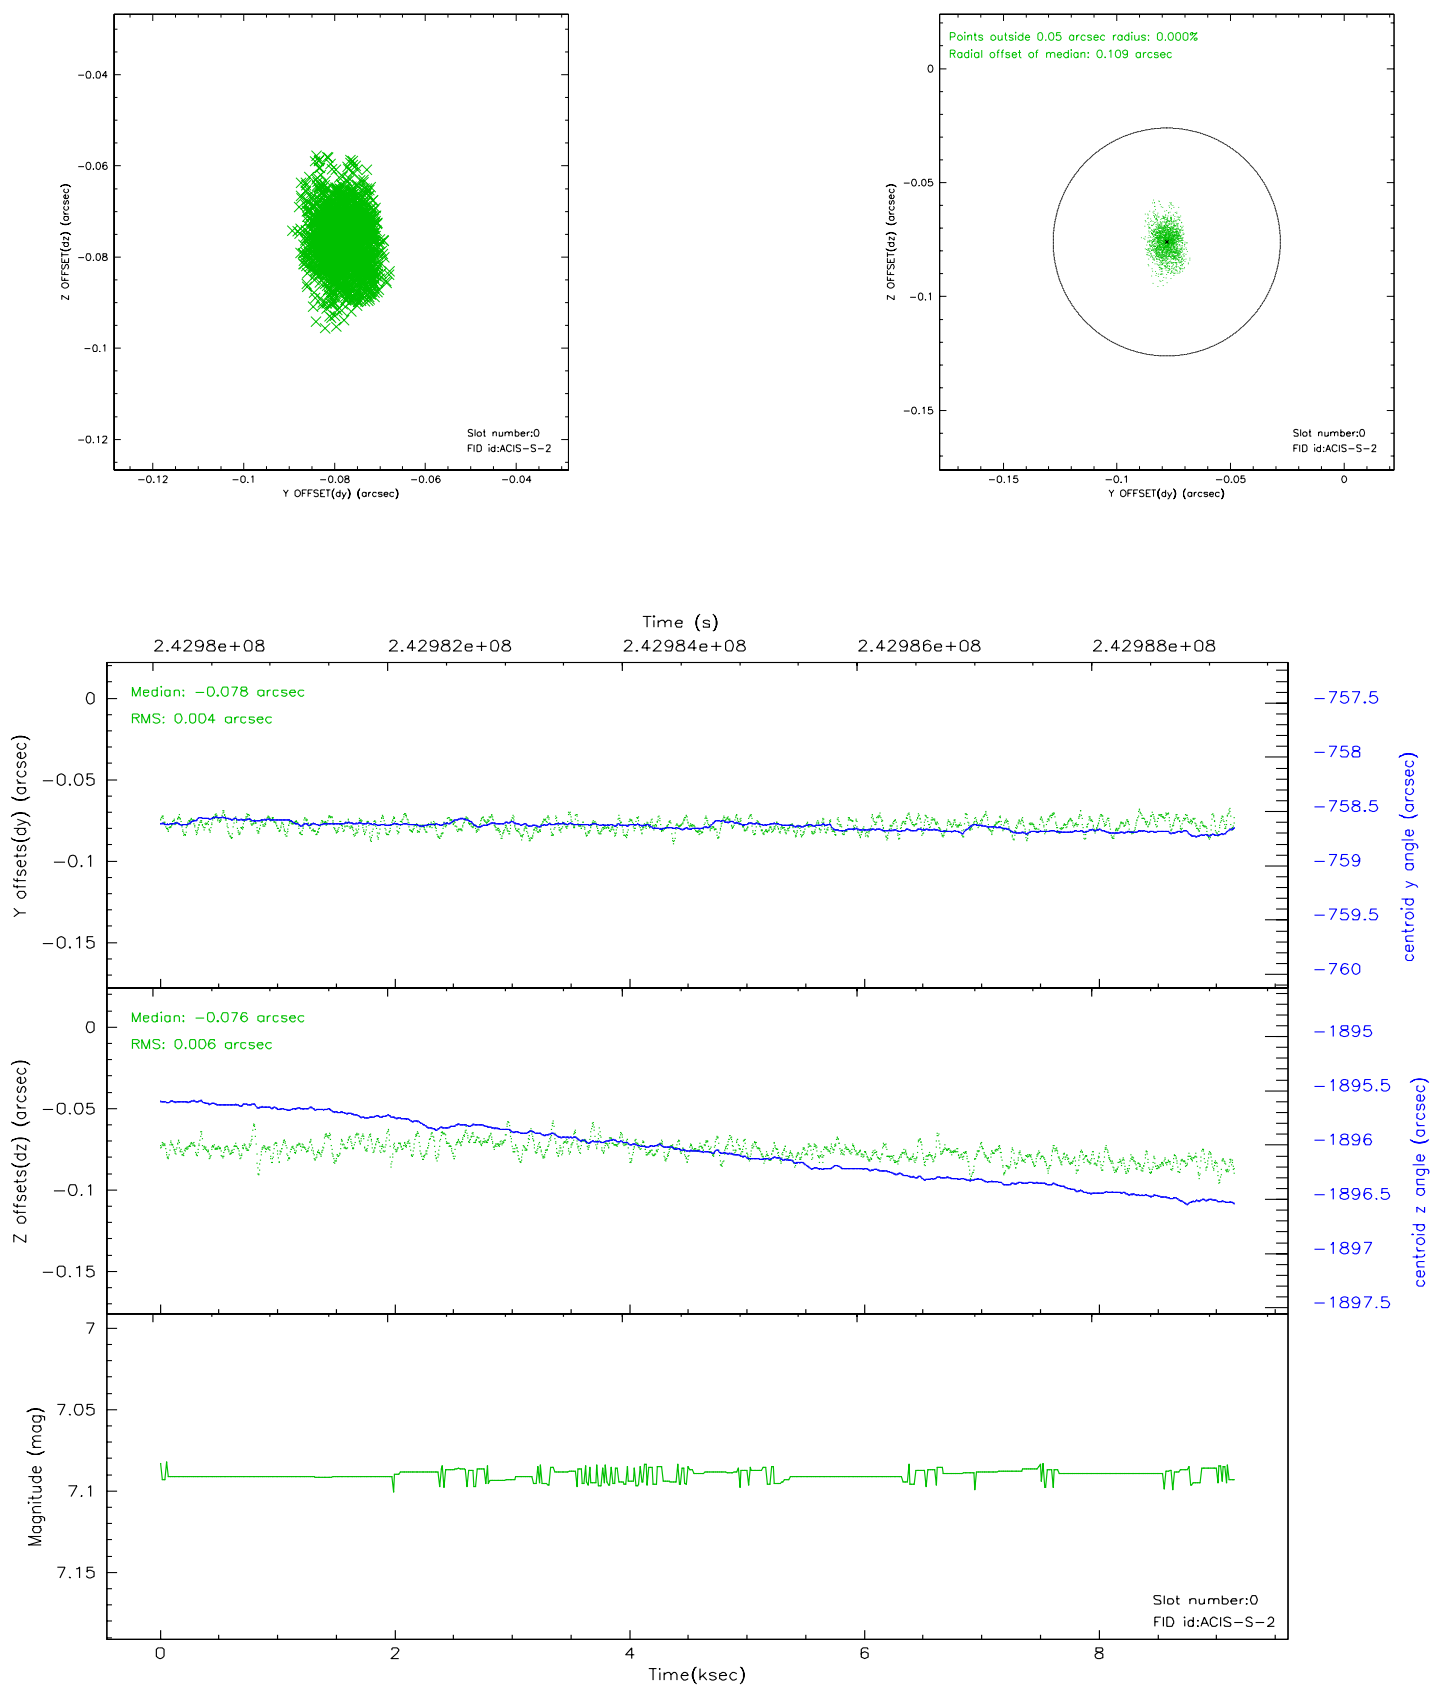 −0.04
−0.06
−0.08
−0.1
−0.12
Z OFFSET(dz) (arcsec)
Slot number:0
FID id:ACIS−S−2
−0.12 −0.1 −0.08 −0.06 −0.04
Y OFFSET(dy) (arcsec)
Points outside 0.05 arcsec radius: 0.000%
Radial offset of median: 0.109 arcsec
0
−0.05
−0.1
−0.15
Z OFFSET(dz) (arcsec)
Slot number:0
FID id:ACIS−S−2
−0.15 −0.1 −0.05 0
Y OFFSET(dy) (arcsec)
Time (s)
2.4298e+08 2.42982e+08 2.42984e+08 2.42986e+08 2.42988e+08
Median: −0.078 arcsec
RMS: 0.004 arcsec
0
−0.05
−0.1
−0.15
Y offsets(dy) (arcsec)
−757.5
−758
−758.5
−759
−759.5
−760
centroid y angle (arcsec)
Median: −0.076 arcsec
RMS: 0.006 arcsec
0
−0.05
−0.1
−0.15
Z offsets(dz) (arcsec)
−1895
−1895.5
−1896
−1896.5
−1897
−1897.5
centroid z angle (arcsec)
7
7.05
7.1
7.15
Magnitude (mag)
Slot number:0
FID id:ACIS−S−2
0 2 4 6 8
Time(ksec)